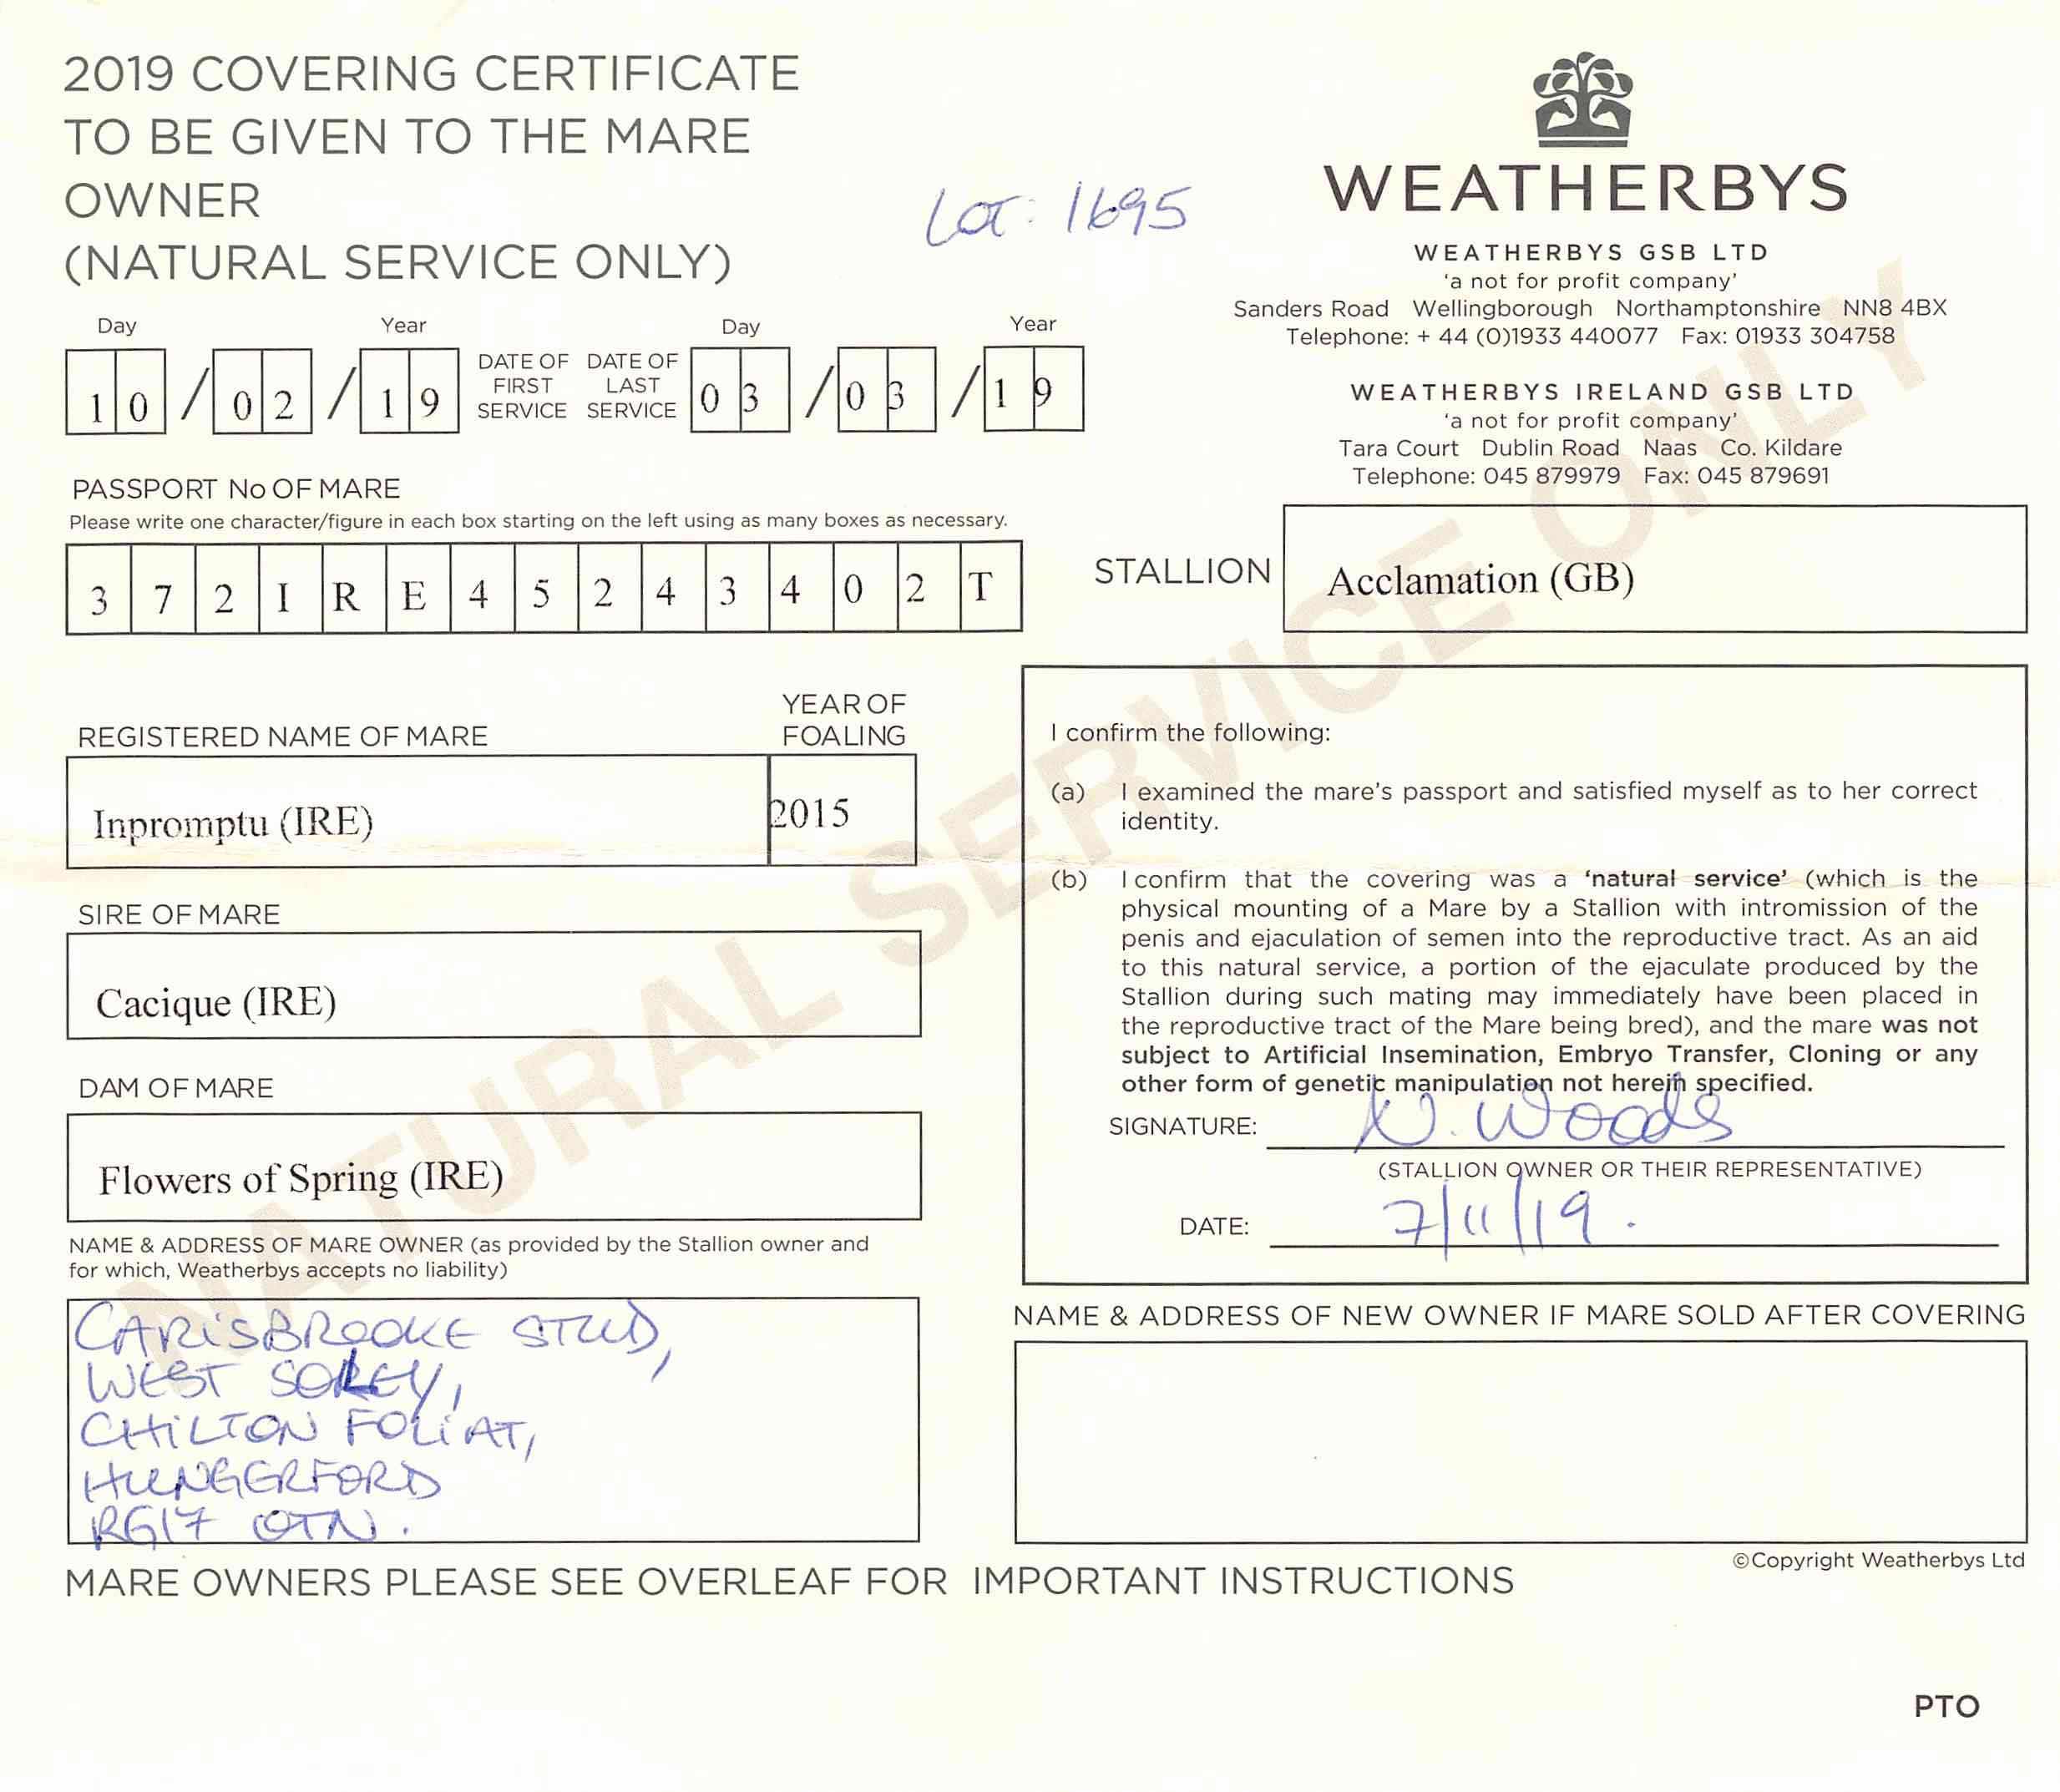 2019 COVERING CERTIFICATE
TO BE GIVEN TO THE MARE
OWNER
(NATURAL SERVICE ONLY)
Lot: 1695
WEATHERBYS
WEATHERBYS GSB LTD
'a not for profit company'
Sanders Road Wellingborough Northamptonshire NN8 4BX
Telephone: + 44 (0)1933 440077 Fax: 01933 304758
WEATHERBYS IRELAND GSB LTD
'a not for profit company'
Tara Court Dublin Road Naas Co. Kildare
Telephone: 045 879979 Fax: 045 879691
Day Year
10/02/19
DATE OF FIRST SERVICE
DATE OF LAST SERVICE
Day Year
03/03/19
PASSPORT No OF MARE
Please write one character/figure in each box starting on the left using as many boxes as necessary.
3 7 2 I R E 4 5 2 4 3 4 0 2 T
STALLION
Acclamation (GB)
REGISTERED NAME OF MARE
YEAR OF
FOALING
Inpromptu (IRE)
2015
SIRE OF MARE
Cacique (IRE)
DAM OF MARE
Flowers of Spring (IRE)
I confirm the following:
(a) I examined the mare's passport and satisfied myself as to her correct
identity.
(b) I confirm that the covering was a 'natural service' (which is the
physical mounting of a Mare by a Stallion with intromission of the
penis and ejaculation of semen into the reproductive tract. As an aid
to this natural service, a portion of the ejaculate produced by the
Stallion during such mating may immediately have been placed in
the reproductive tract of the Mare being bred), and the mare was not
subject to Artificial Insemination, Embryo Transfer, Cloning or any
other form of genetic manipulation not herein specified.
SIGNATURE: N. Woods
(STALLION OWNER OR THEIR REPRESENTATIVE)
DATE: 7/11/19.
NAME & ADDRESS OF MARE OWNER (as provided by the Stallion owner and
for which, Weatherbys accepts no liability)
CARISBROOKE STUD,
WEST SOLEY,
CHILTON FOLIAT,
HUNGERFORD
RG17 0TN.
NAME & ADDRESS OF NEW OWNER IF MARE SOLD AFTER COVERING
©Copyright Weatherbys Ltd
MARE OWNERS PLEASE SEE OVERLEAF FOR IMPORTANT INSTRUCTIONS
PTO
NATURAL SERVICE ONLY